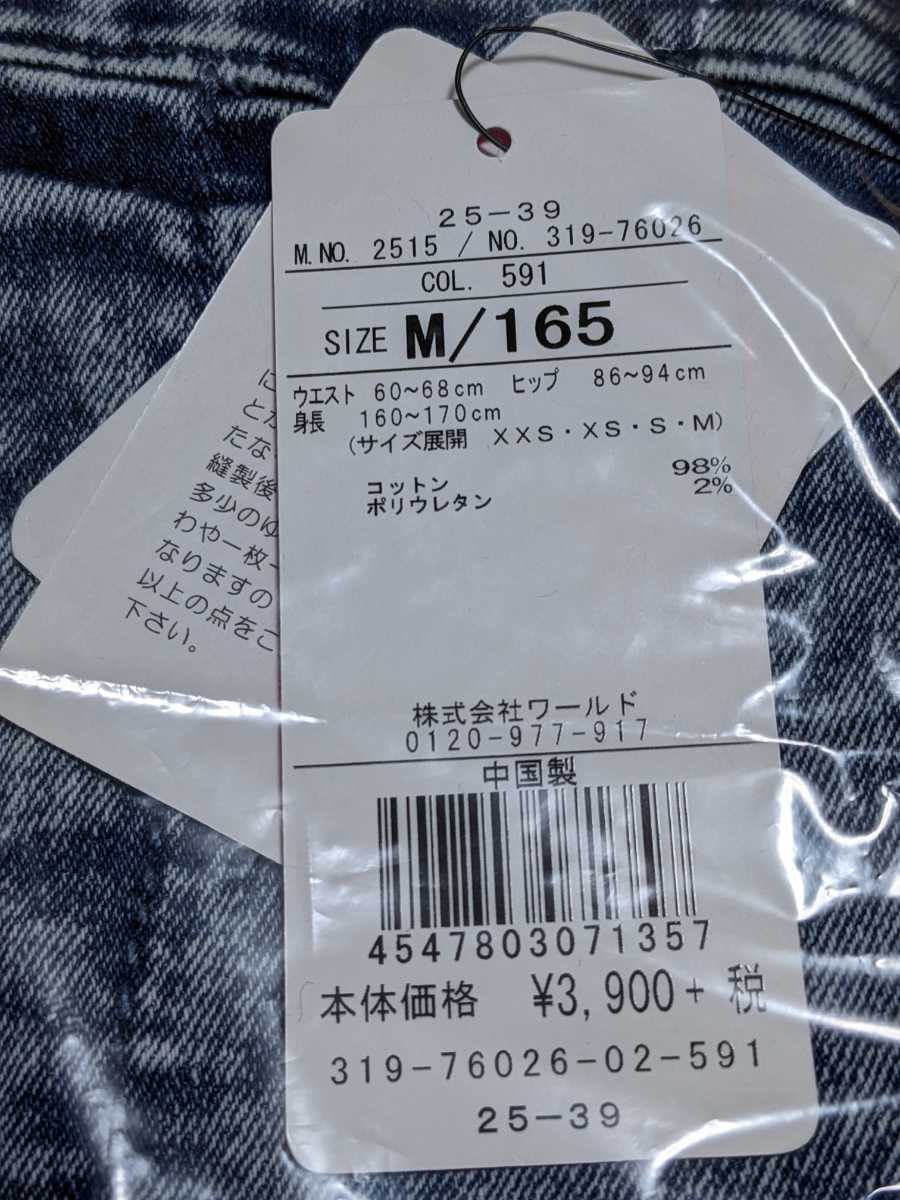 25-39
M.NO. 2515 / NO. 319-76026
COL. 591
SIZE M/165
ウエスト 60~68cm ヒップ 86~94cm
身長 160~170cm
(サイズ展開 XXS・XS・S・M)
コットン 98%
ポリウレタン 2%
株式会社ワールド
0120-977-917
中国製
4547803071357
本体価格 ¥3,900+税
319-76026-02-591
25-39
に
とか
たな
縫製後
多少のゆ
わや一枚一
なりますの
以上の点をご
下さい。